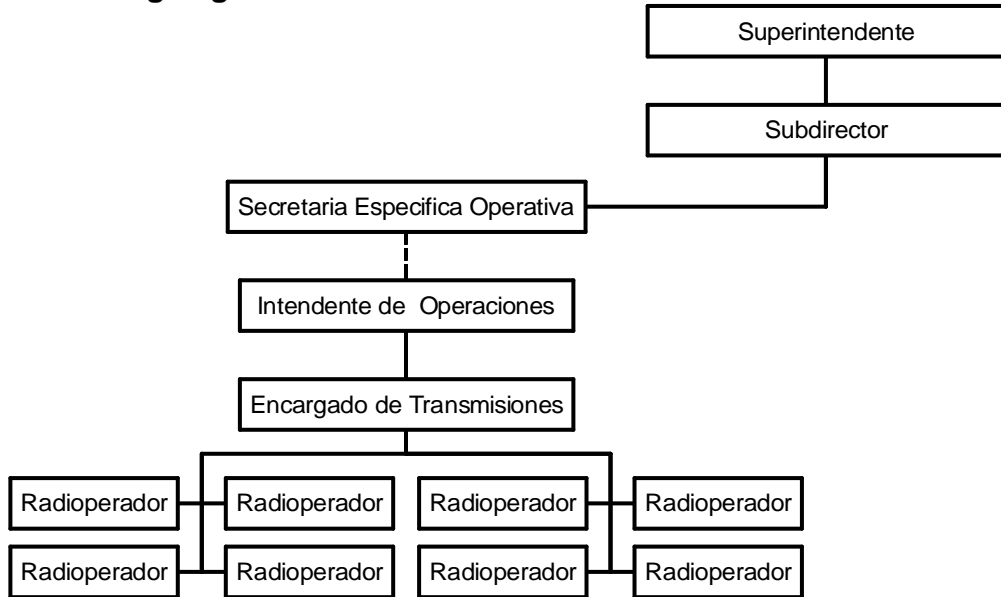 Superintendente
Subdirector
Secretaria Especifica Operativa
Intendente de Operaciones
Encargado de Transmisiones
Radioperador Radioperador Radioperador Radioperador
Radioperador Radioperador Radioperador Radioperador